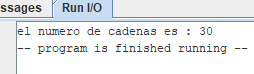 ssages
Run I/O
el numero de cadenas es : 30
-- program is finished running --